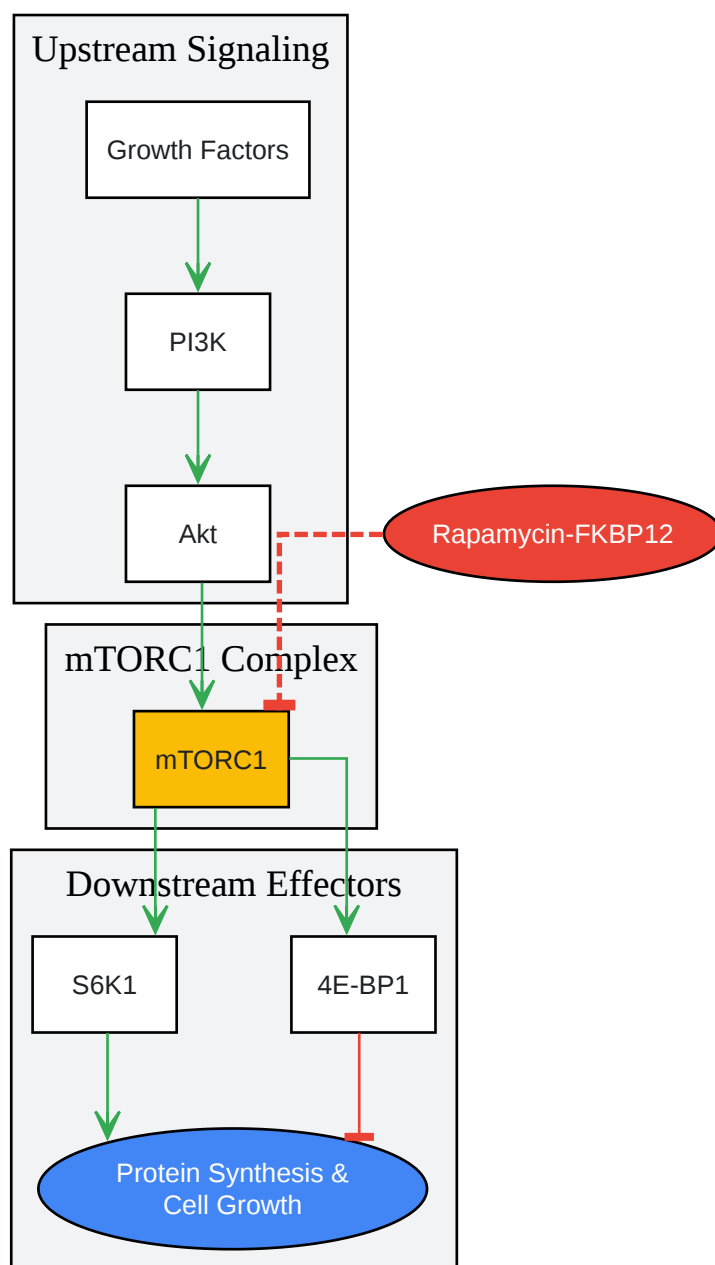 Upstream Signaling
Growth Factors
PI3K
Akt
Rapamycin-FKBP12
mTORC1 Complex
mTORC1
Downstream Effectors
S6K1
4E-BP1
Protein Synthesis &
Cell Growth